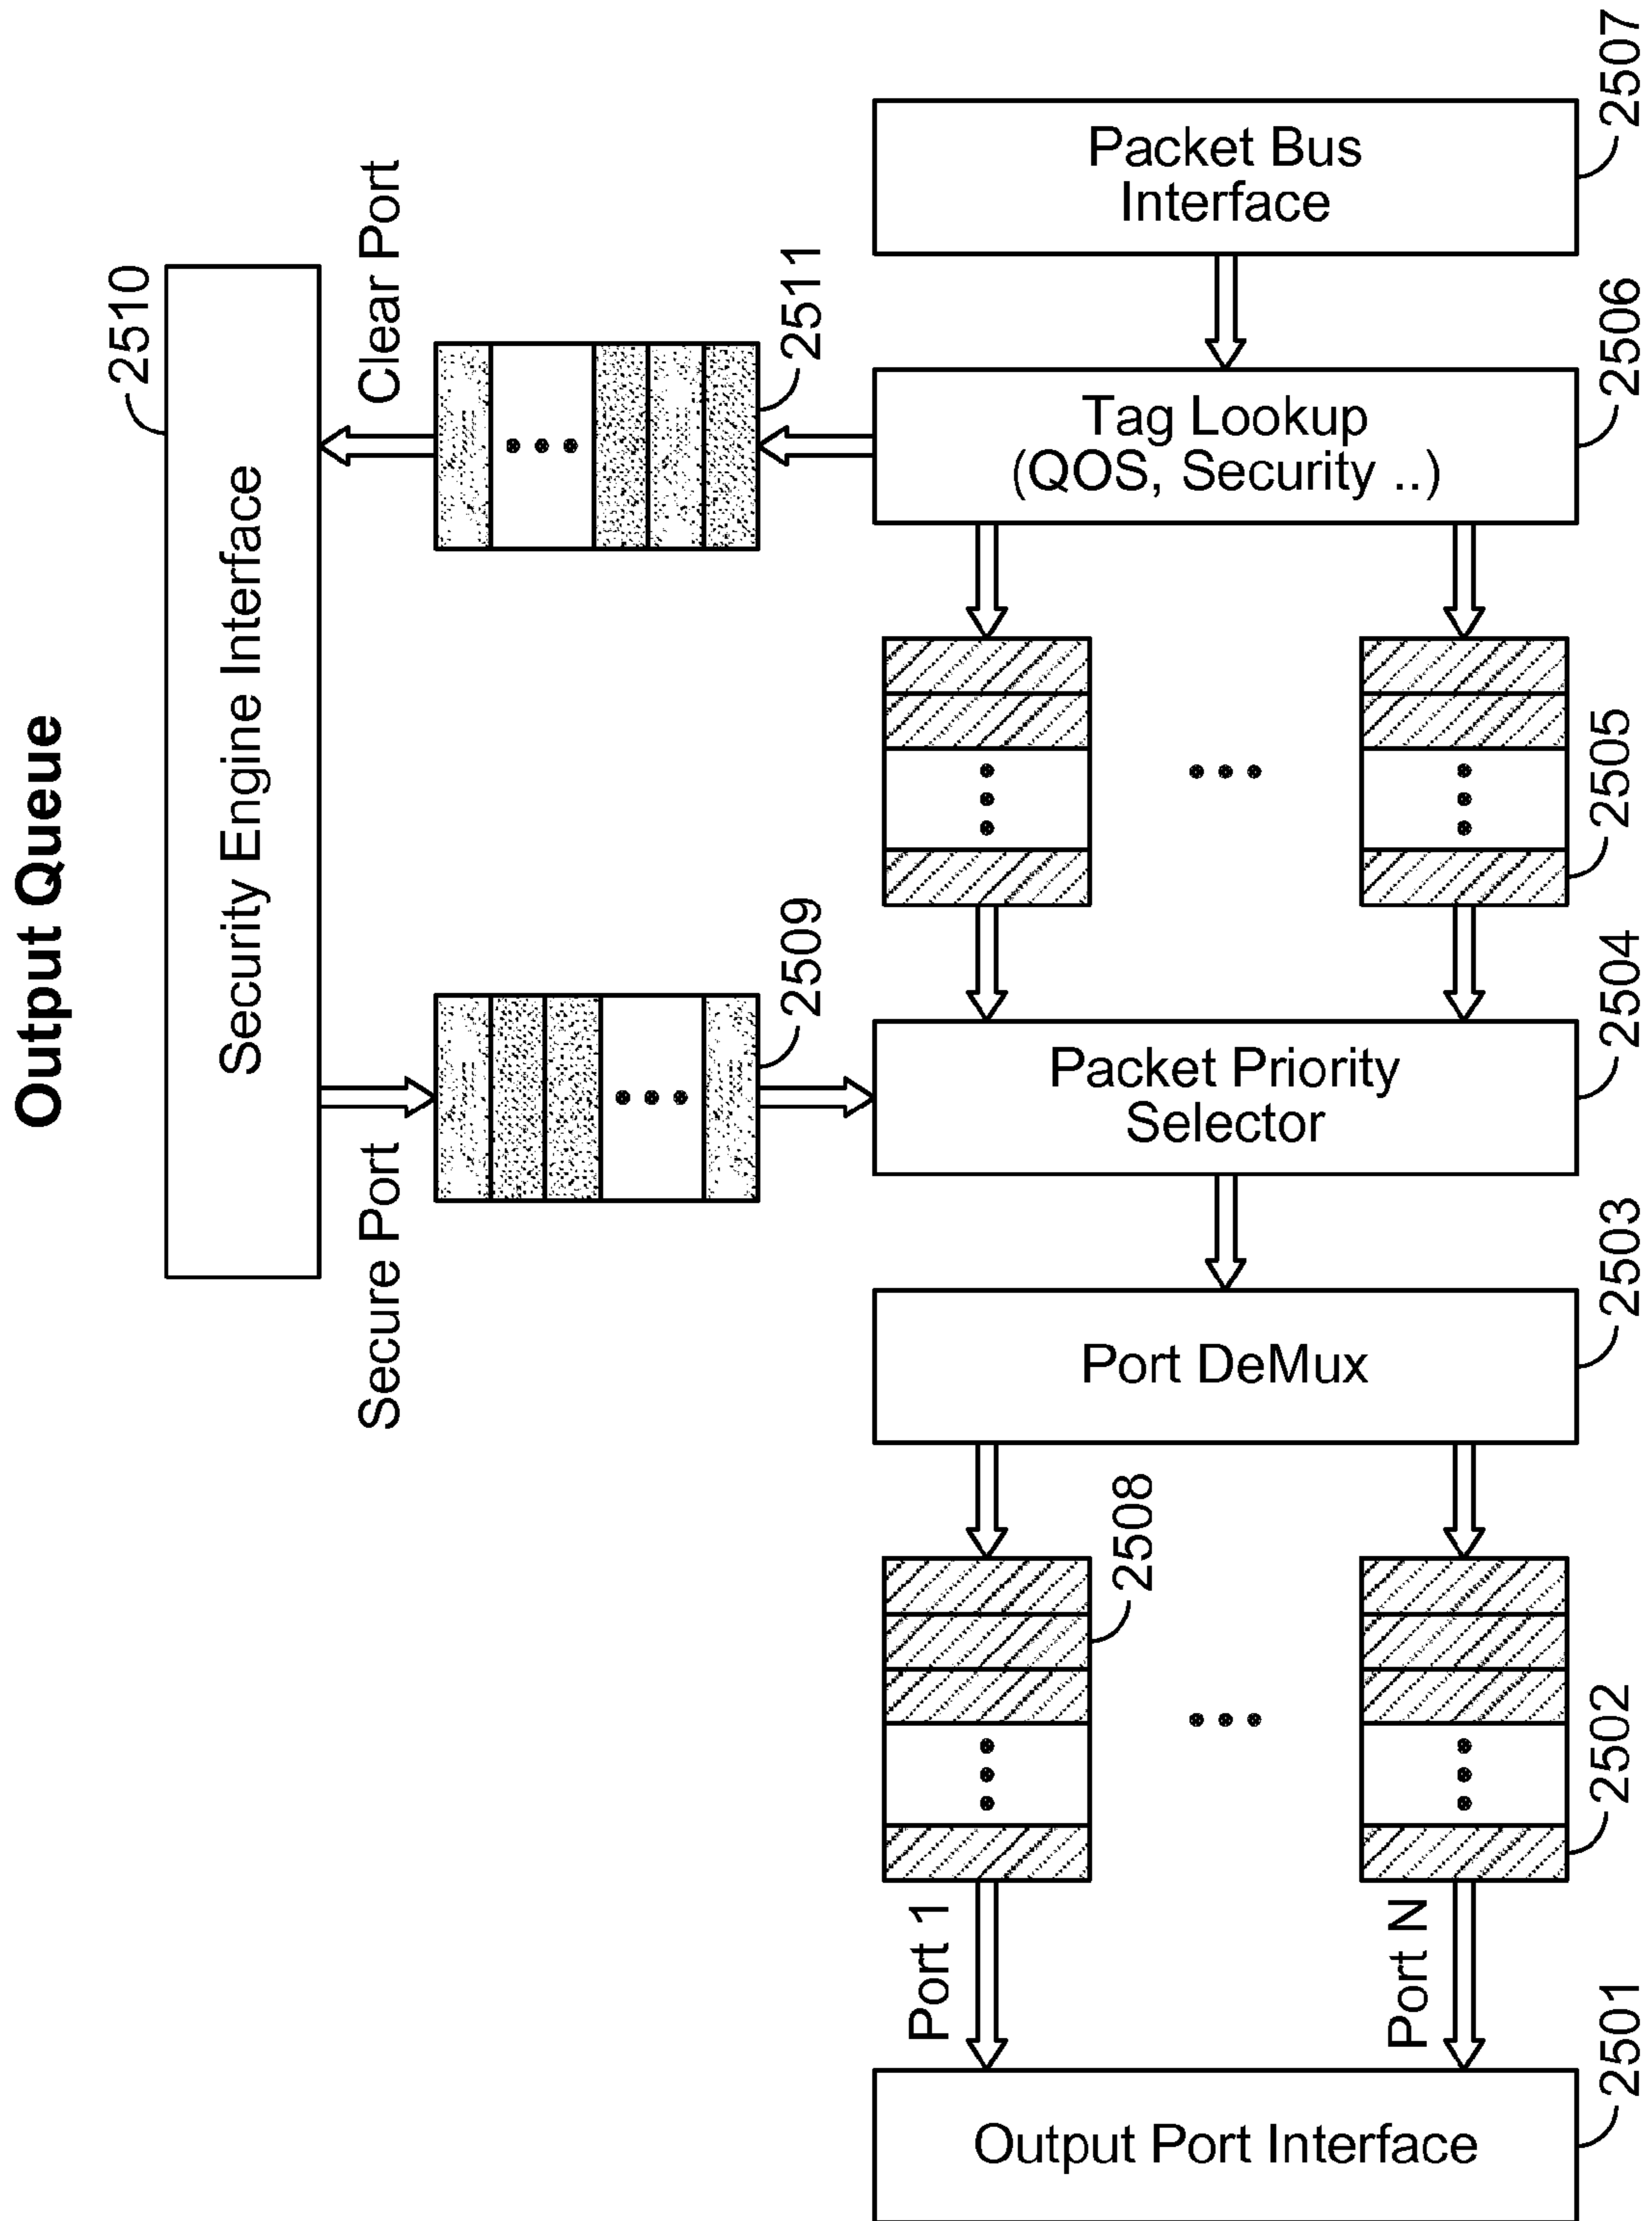 Output Queue
2510
Security Engine Interface
Secure Port
Clear Port
2509
2511
Output Port Interface
2501
Port 1
Port N
2508
2502
Port DeMux
2503
Packet Priority
Selector
2504
2505
Tag Lookup
(QOS, Security ..)
2506
Packet Bus
Interface
2507